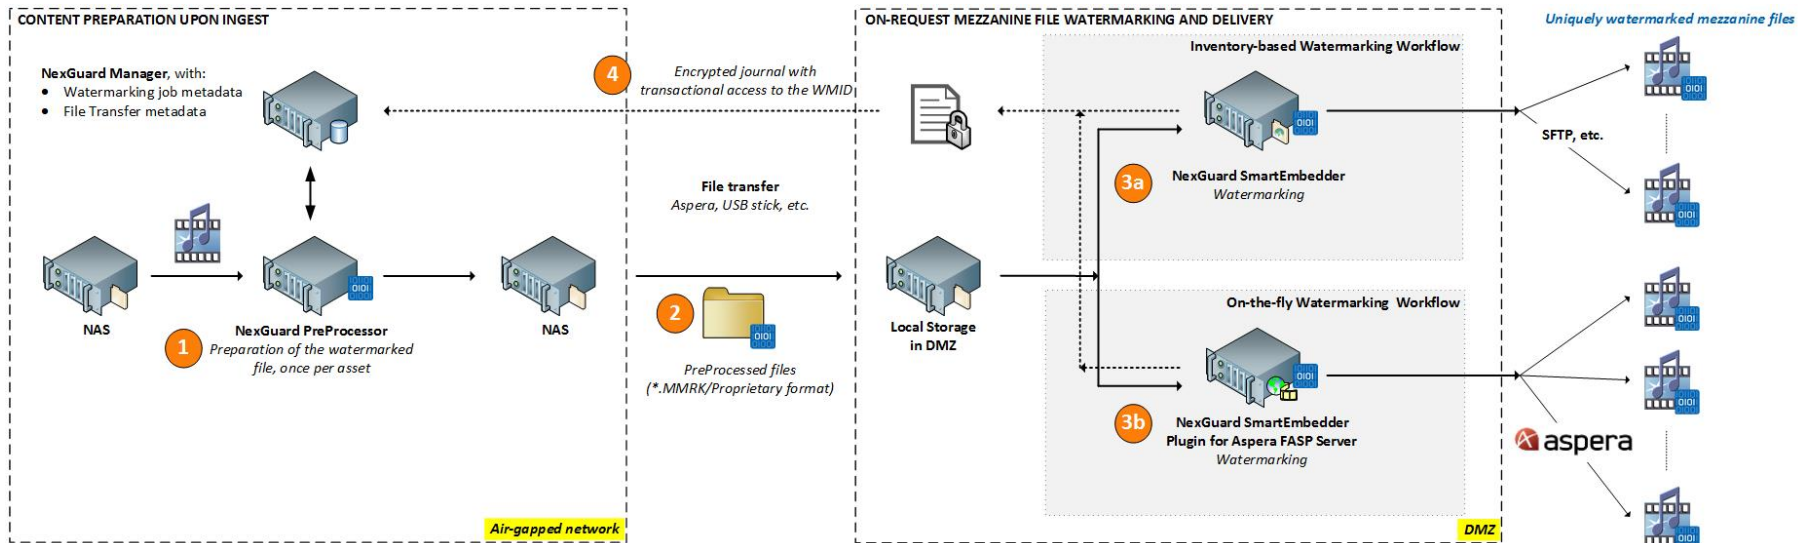 CONTENT PREPARATION UPON INGEST
NexGuard Manager, with:
• Watermarking job metadata
• File Transfer metadata
NAS
1
NexGuard PreProcessor
Preparation of the watermarked
file, once per asset
0101
NAS
Air-gapped network
4
Encrypted journal with
transactional access to the WMID
File transfer
Aspera, USB stick, etc.
2
0101
PreProcessed files
(*.MMRK/Proprietary format)
ON-REQUEST MEZZANINE FILE WATERMARKING AND DELIVERY
Local Storage
in DMZ
Inventory-based Watermarking Workflow
0101
3a
NexGuard SmartEmbedder
Watermarking
On-the-fly Watermarking Workflow
0101
3b
NexGuard SmartEmbedder
Plugin for Aspera FASP Server
Watermarking
DMZ
Uniquely watermarked mezzanine files
0101
SFTP, etc.
0101
0101
0101
aspera
0101